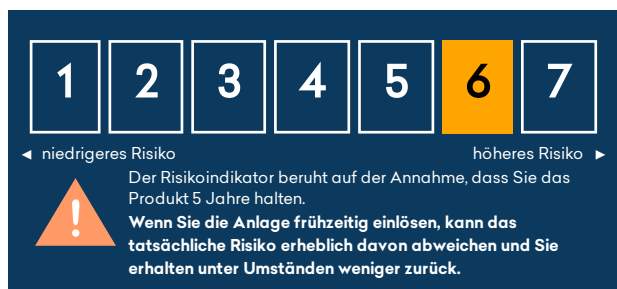 1 2 3 4 5 6 7
◄ niedrigeres Risiko höheres Risiko ►
Der Risikoindikator beruht auf der Annahme, dass Sie das
Produkt 5 Jahre halten.
Wenn Sie die Anlage frühzeitig einlösen, kann das
tatsächliche Risiko erheblich davon abweichen und Sie
erhalten unter Umständen weniger zurück.
!